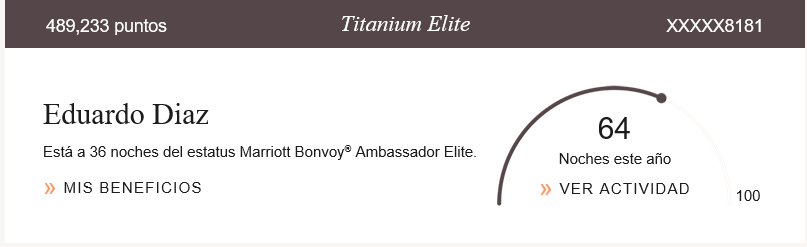 489,233 puntos
Titanium Elite
XXXXX8181
Eduardo Diaz
Está a 36 noches del estatus Marriott Bonvoy® Ambassador Elite.
» MIS BENEFICIOS
64
Noches este año
» VER ACTIVIDAD
100